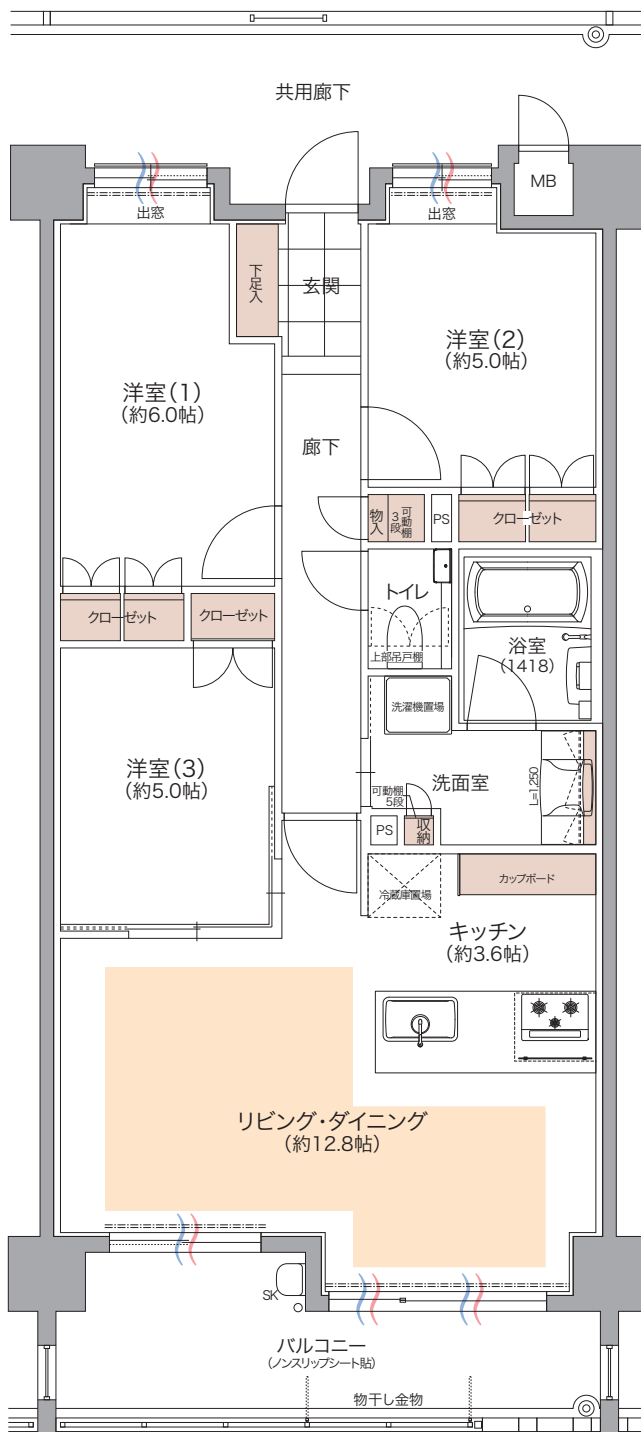 共用廊下
MB
出窓
出窓
下足入
玄関
洋室(2)
(約5.0帖)
洋室(1)
(約6.0帖)
廊下
物入
可動棚
3段
PS
クローゼット
トイレ
上部吊戸棚
浴室
(1418)
クローゼット
クローゼット
洗濯機置場
洋室(3)
(約5.0帖)
洗面室
L=1,250
可動棚
5段
PS
収納
カップボード
冷蔵庫置場
キッチン
(約3.6帖)
リビング・ダイニング
(約12.8帖)
SK
バルコニー
(ノンスリップシート貼)
物干し金物